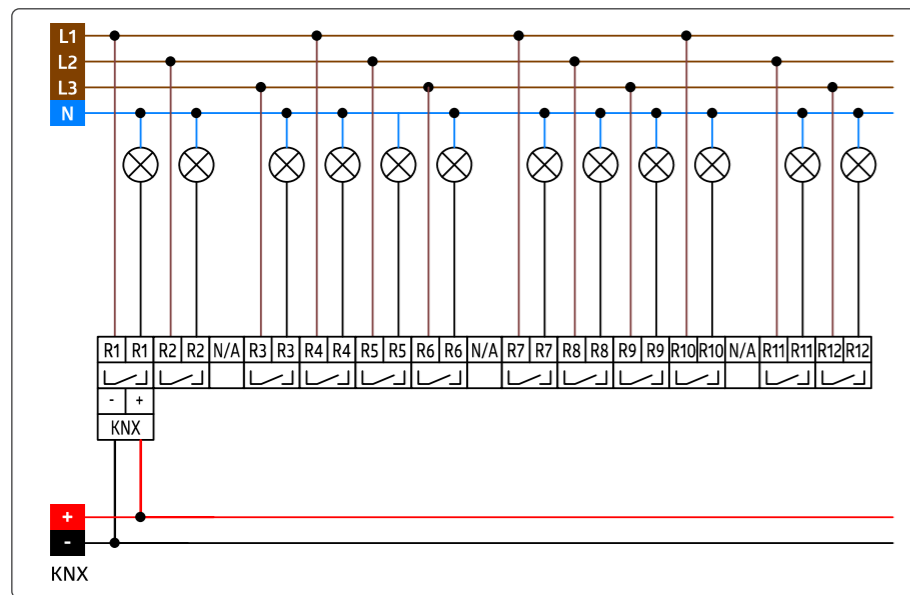 L1
L2
L3
N
R1 R1 R2 R2 N/A R3 R3 R4 R4 R5 R5 R6 R6 N/A R7 R7 R8 R8 R9 R9 R10 R10 N/A R11 R11 R12 R12
- +
KNX
+
-
KNX